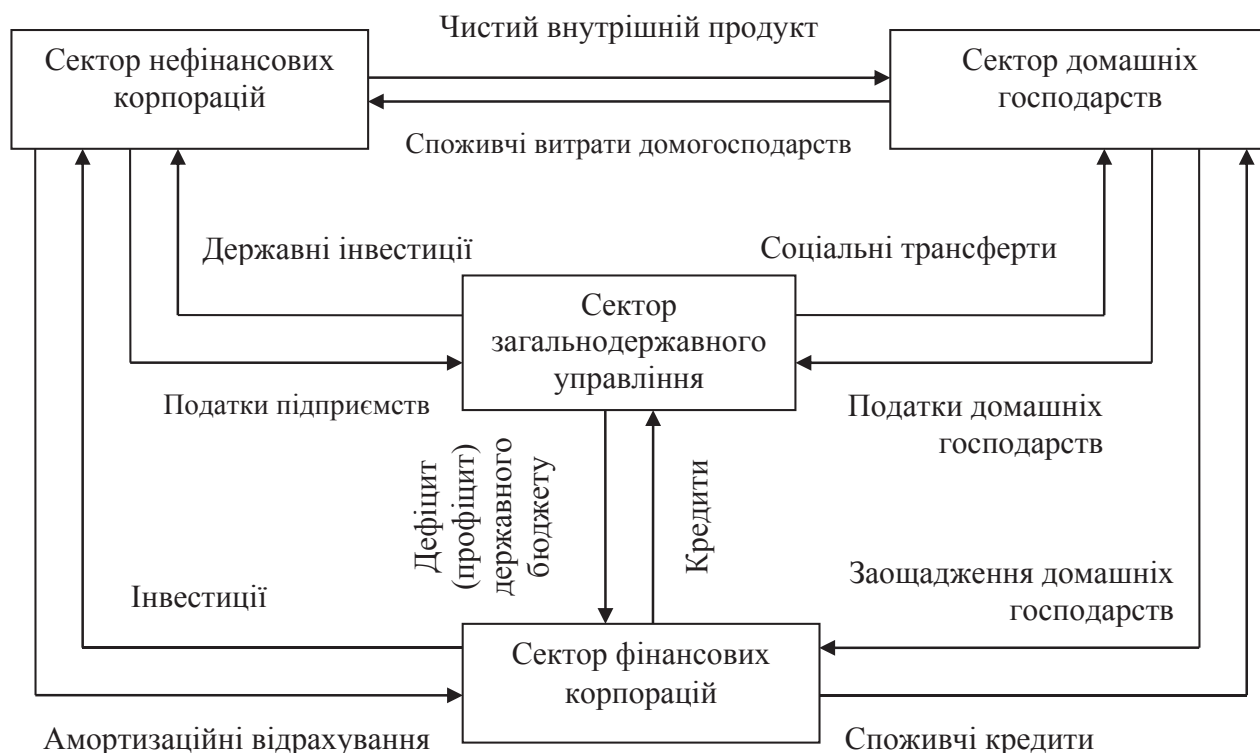 Чистий внутрішній продукт
Сектор нефінансових
корпорацій
Сектор домашніх
господарств
Споживчі витрати домогосподарств
Державні інвестиції
Соціальні трансферти
Сектор
загальнодержавного
управління
Податки підприємств
Податки домашніх
господарств
Дефіцит
(профіцит)
державного
бюджету
Кредити
Інвестиції
Заощадження домашніх
господарств
Сектор фінансових
корпорацій
Амортизаційні відрахування
Споживчі кредити